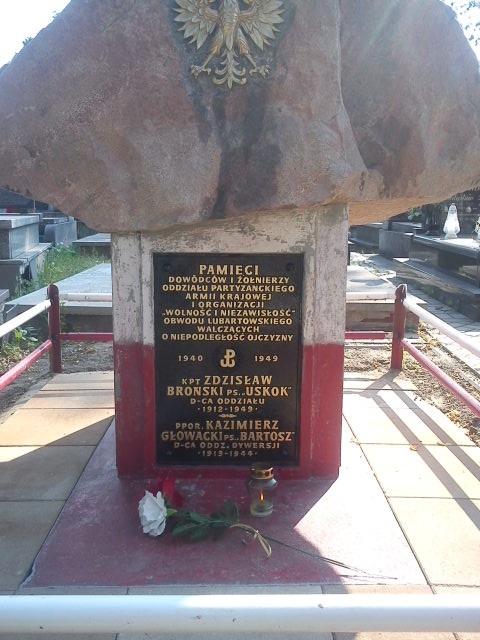 PAMIĘCI
DOWÓDCÓW I ŻOŁNIERZY
ODDZIAŁU PARTYZANCKIEGO
ARMII KRAJOWEJ
I ORGANIZACJI
„WOLNOŚĆ I NIEZAWISŁOŚĆ"
OBWODU LUBARTOWSKIEGO
WALCZĄCYCH
O NIEPODLEGŁOŚĆ OJCZYZNY
1940 PW 1949
KPT ZDZISŁAW
BROŃSKI PS. „USKOK"
D-CA ODDZIAŁU
-1912-1949-
PPOR. KAZIMIERZ
GŁOWACKI PS. „BARTOSZ"
D-CA ODDZ. DYWERSJI
·1913-1944·